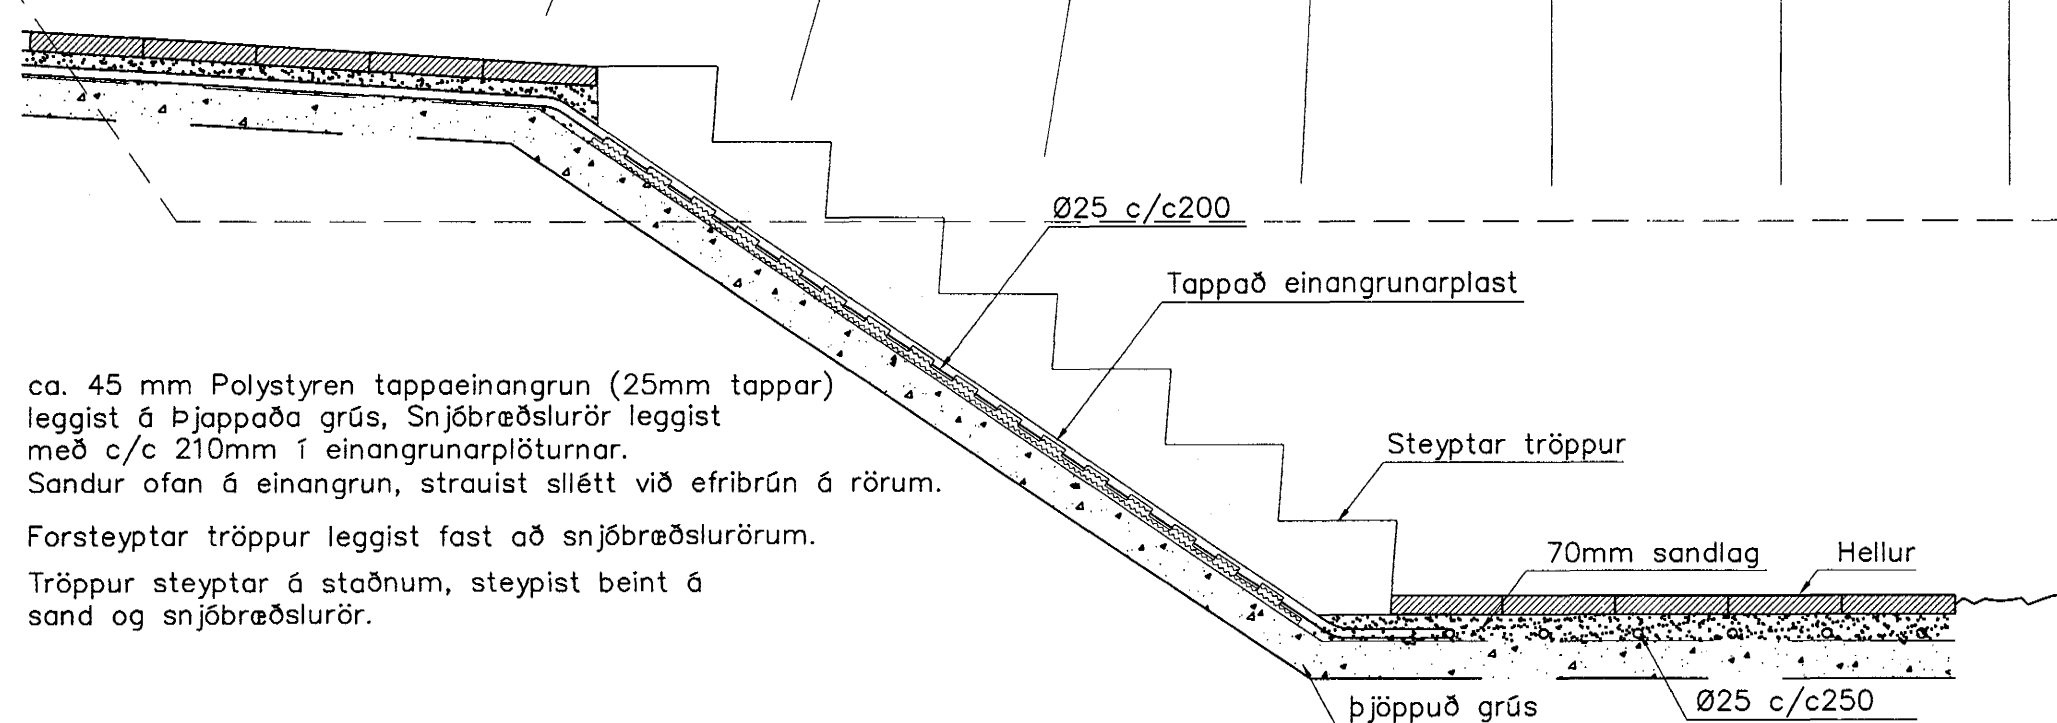 Ø25 c/c200
Tappað einangrunarplast
ca. 45 mm Polystyren tappaeinangrun (25mm tappar)
leggist á Þjappaða grús, Snjóbræðslurör leggist
með c/c 210mm í einangrunarplöturnar.
Sandur ofan á einangrun, strauist sllétt við efribrún á rörum.
Forsteyptar tröppur leggist fast að snjóbræðslurörum.
Tröppur steyptar á staðnum, steypist beint á
sand og snjóbræðslurör.
Steyptar tröppur
70mm sandlag
Hellur
þjöppuð grús
Ø25 c/c250